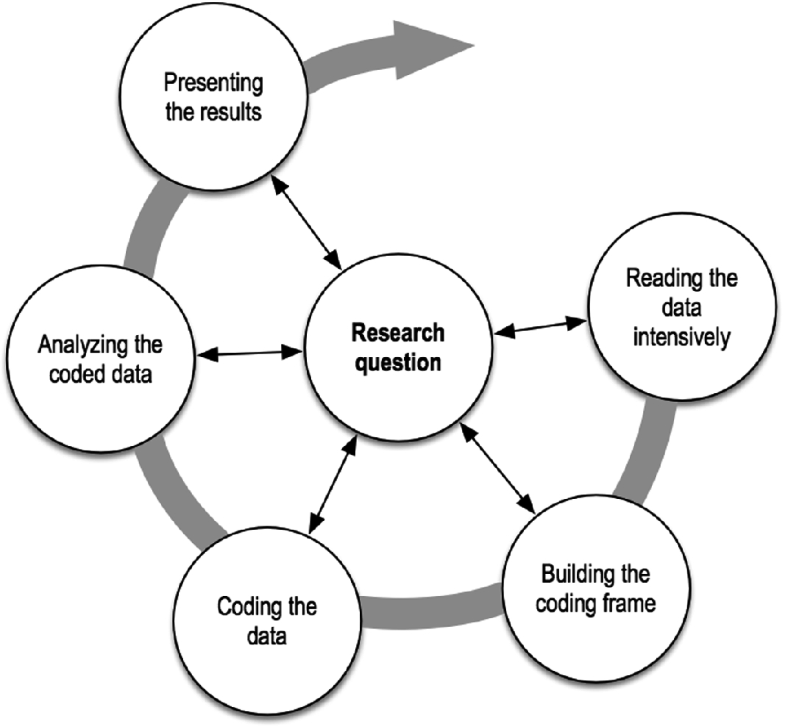 Presenting
the results
Reading the
data
intensively
Research
question
Analyzing the
coded data
Building the
coding frame
Coding the
data